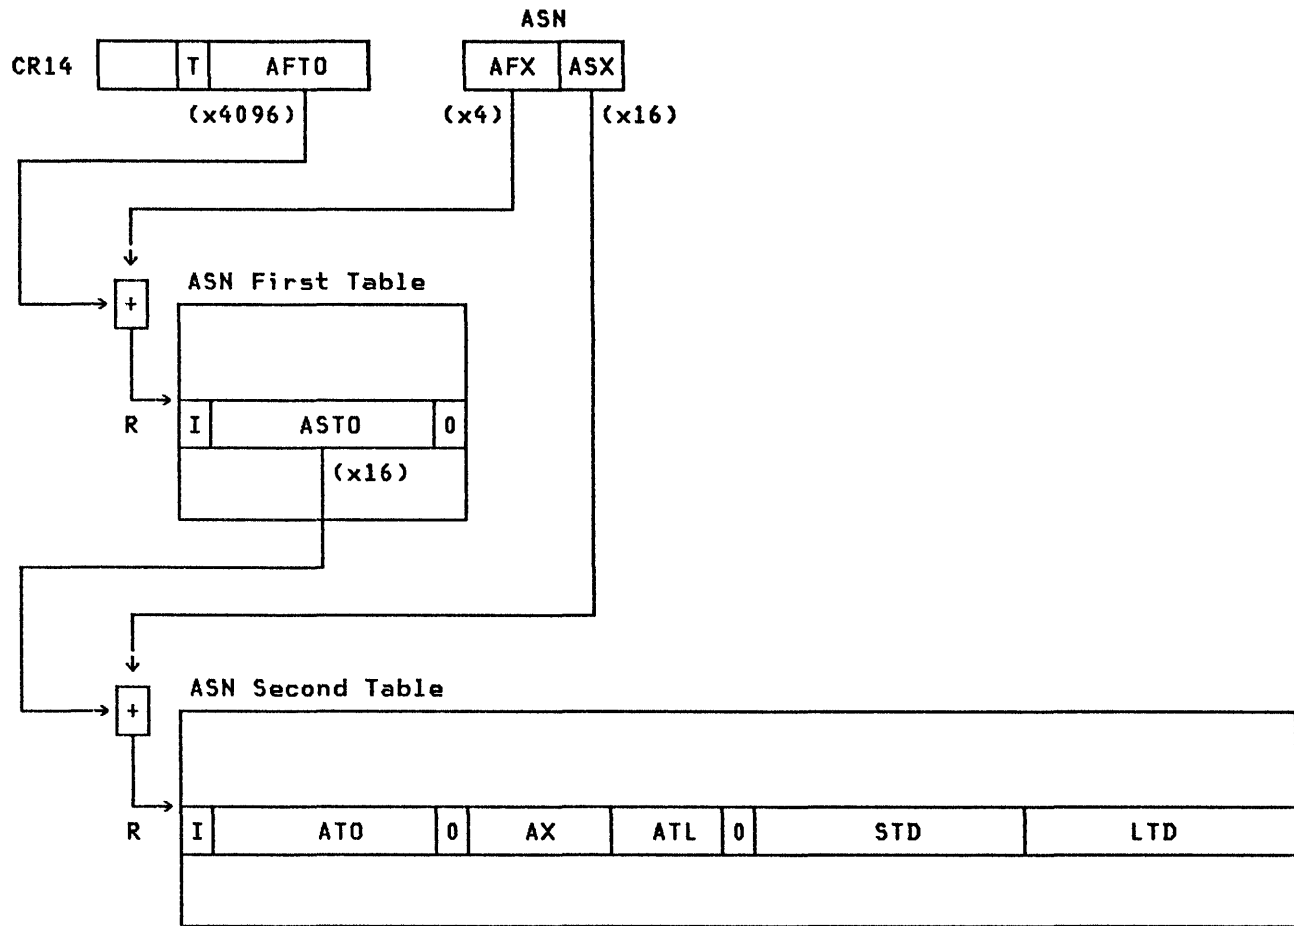 ASN
CR14 T AFTO AFX ASX
(x4096) (x4) (x16)
ASN First Table
+
R I ASTO 0
(x16)
ASN Second Table
+
R I ATO 0 AX ATL 0 STD LTD